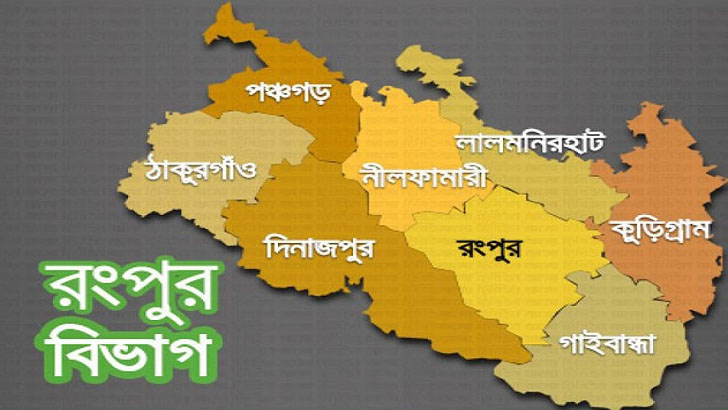 পঞ্চগড়
লালমনিরহাট
ঠাকুরগাঁও
নীলফামারী
কুড়িগ্রাম
দিনাজপুর
রংপুর
রংপুর
বিভাগ
গাইবান্ধা